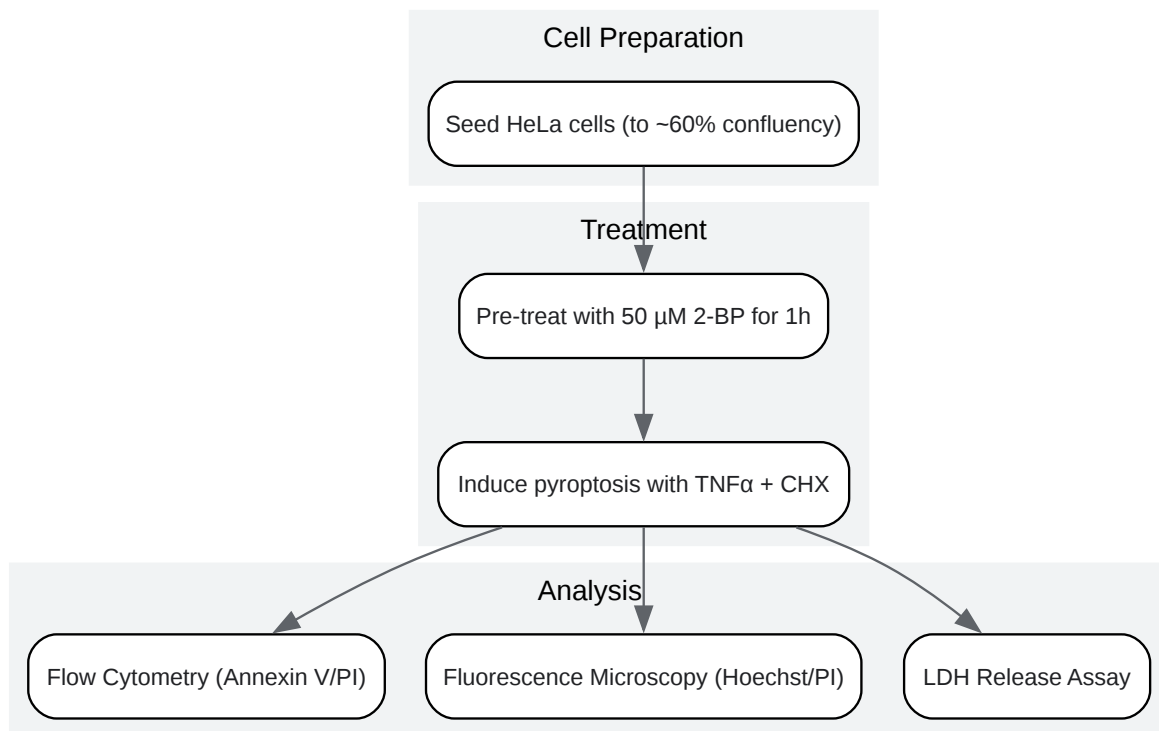 Cell Preparation
Seed HeLa cells (to ~60% confluency)
Treatment
Pre-treat with 50 µM 2-BP for 1h
Induce pyroptosis with TNFα + CHX
Analysis
Flow Cytometry (Annexin V/PI)
Fluorescence Microscopy (Hoechst/PI)
LDH Release Assay